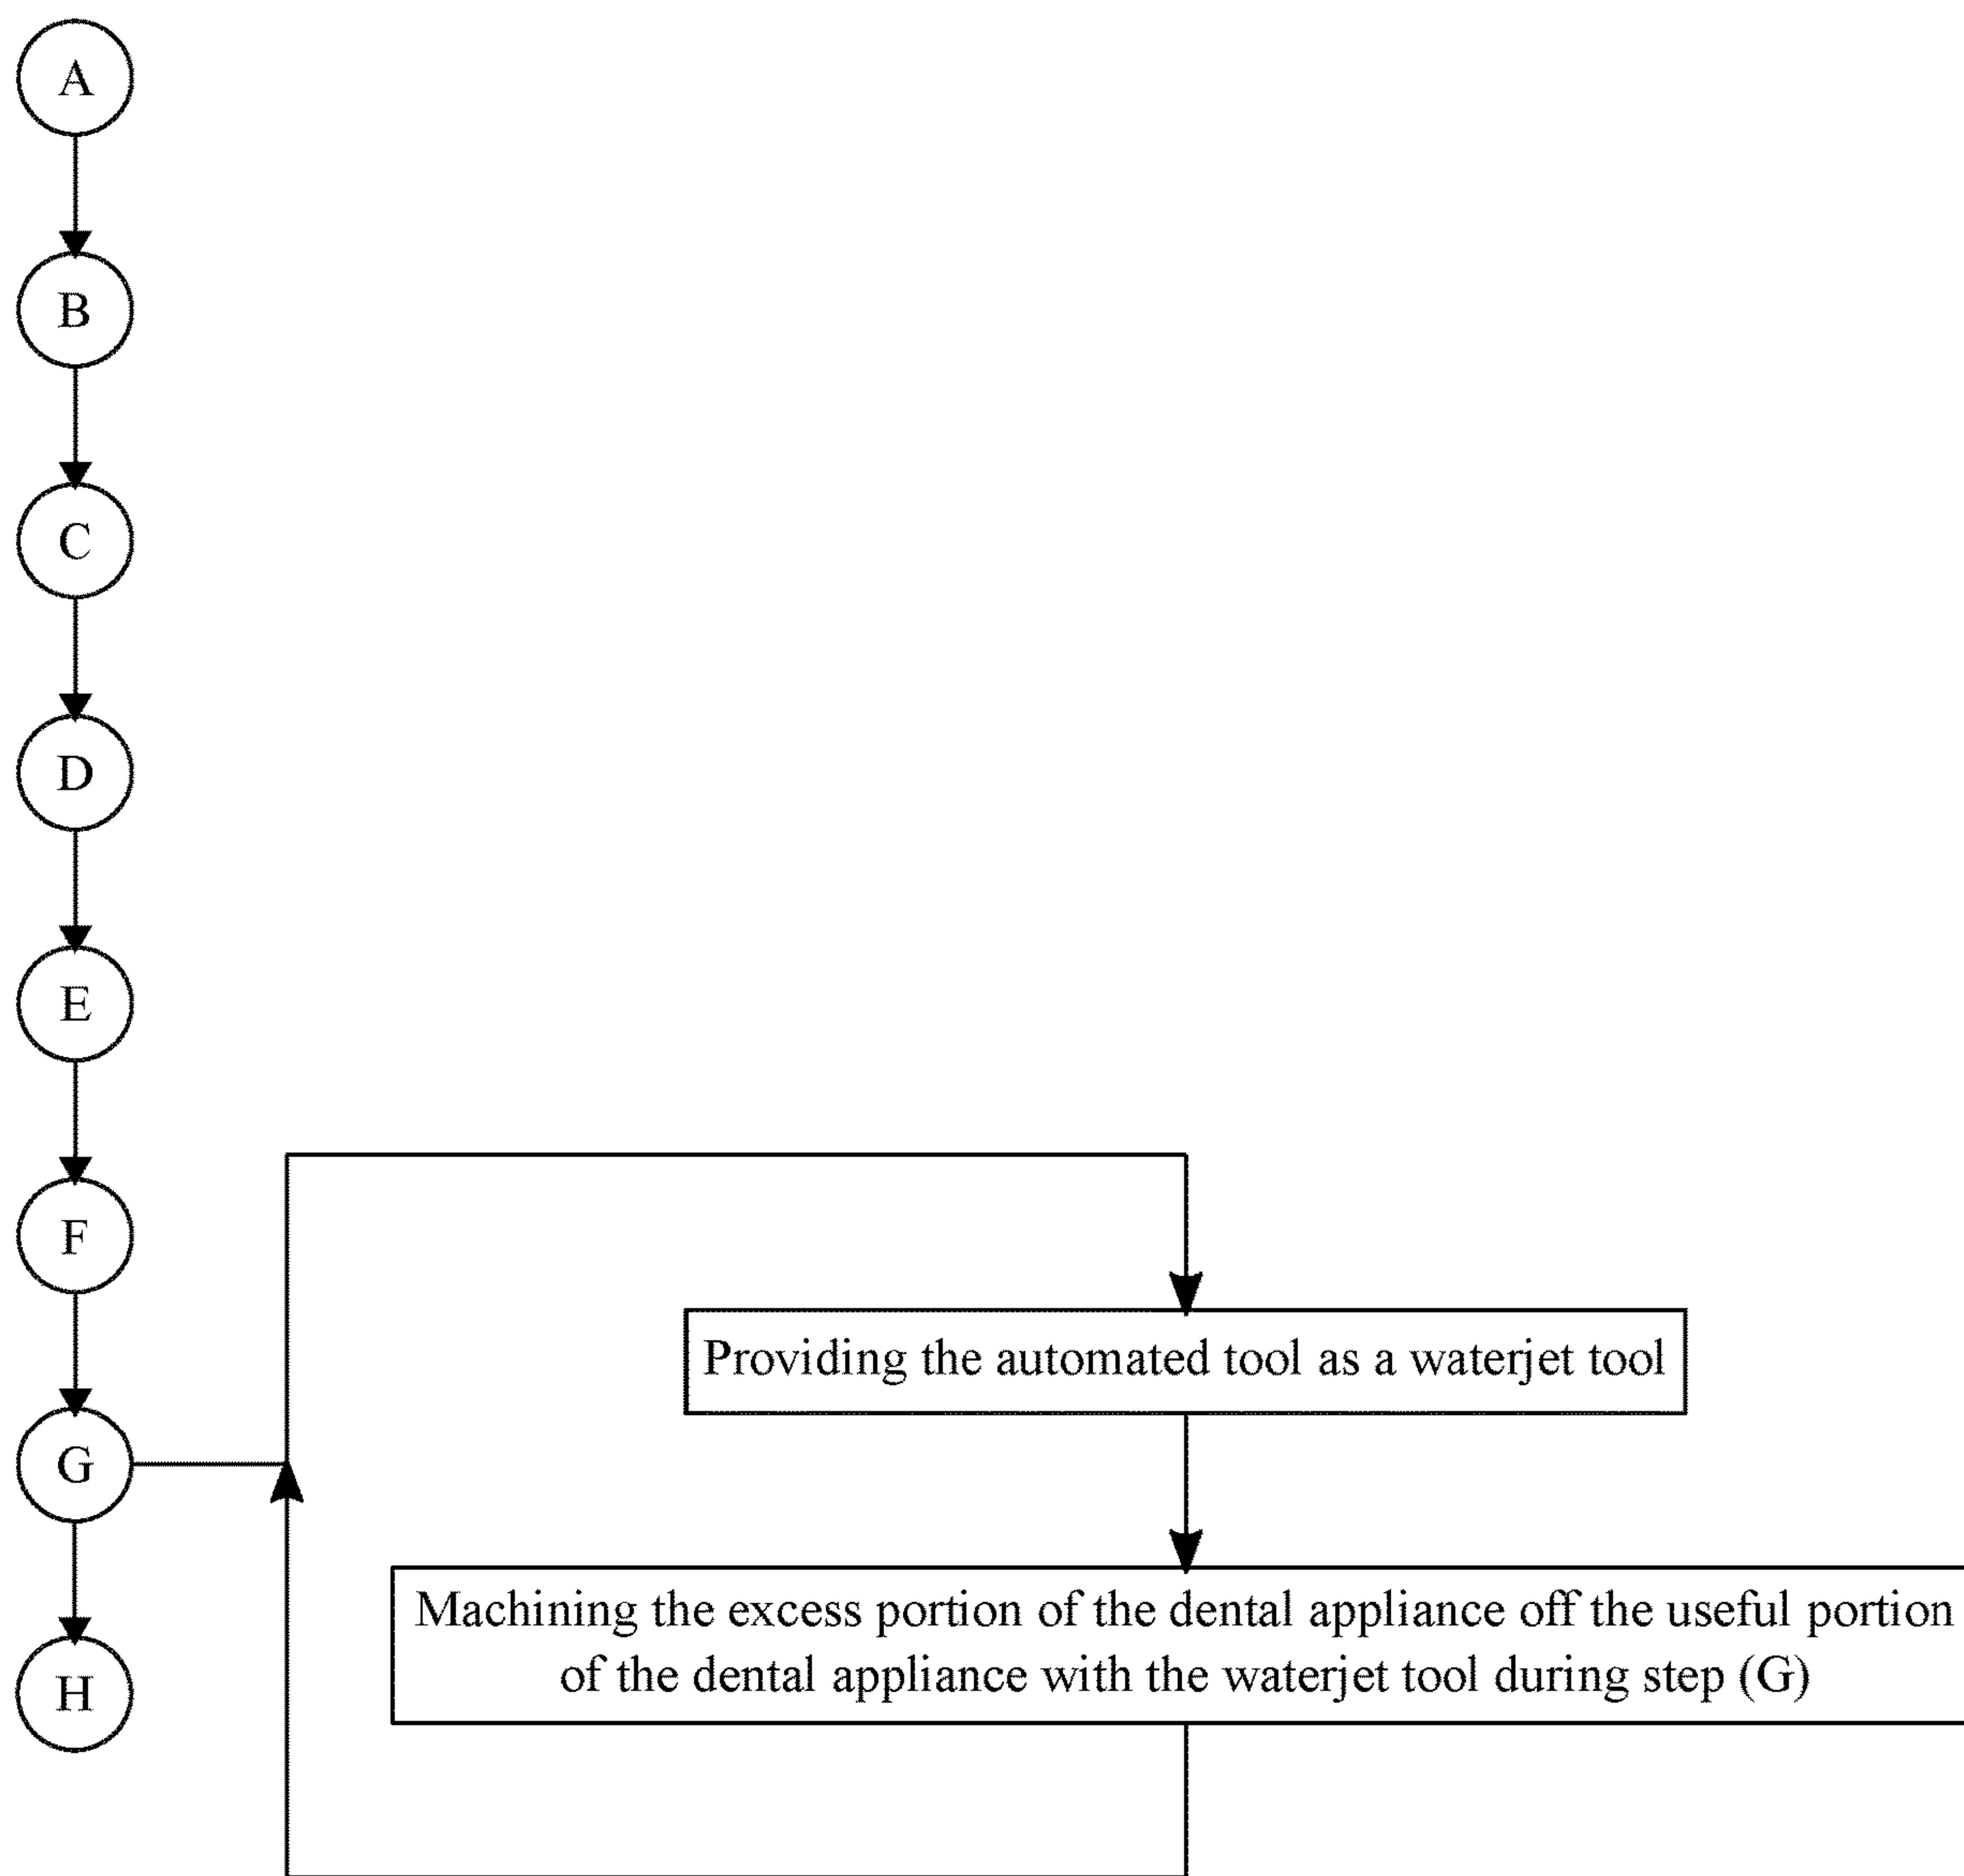 A
B
C
D
E
F
G
H
Providing the automated tool as a waterjet tool
Machining the excess portion of the dental appliance off the useful portion
of the dental appliance with the waterjet tool during step (G)